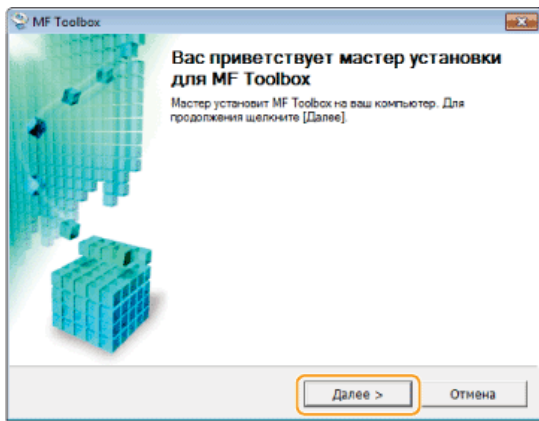 MF Toolbox
Вас приветствует мастер установки
для MF Toolbox
Мастер установит MF Toolbox на ваш компьютер. Для
продолжения щелкните [Далее].
Далее >
Отмена